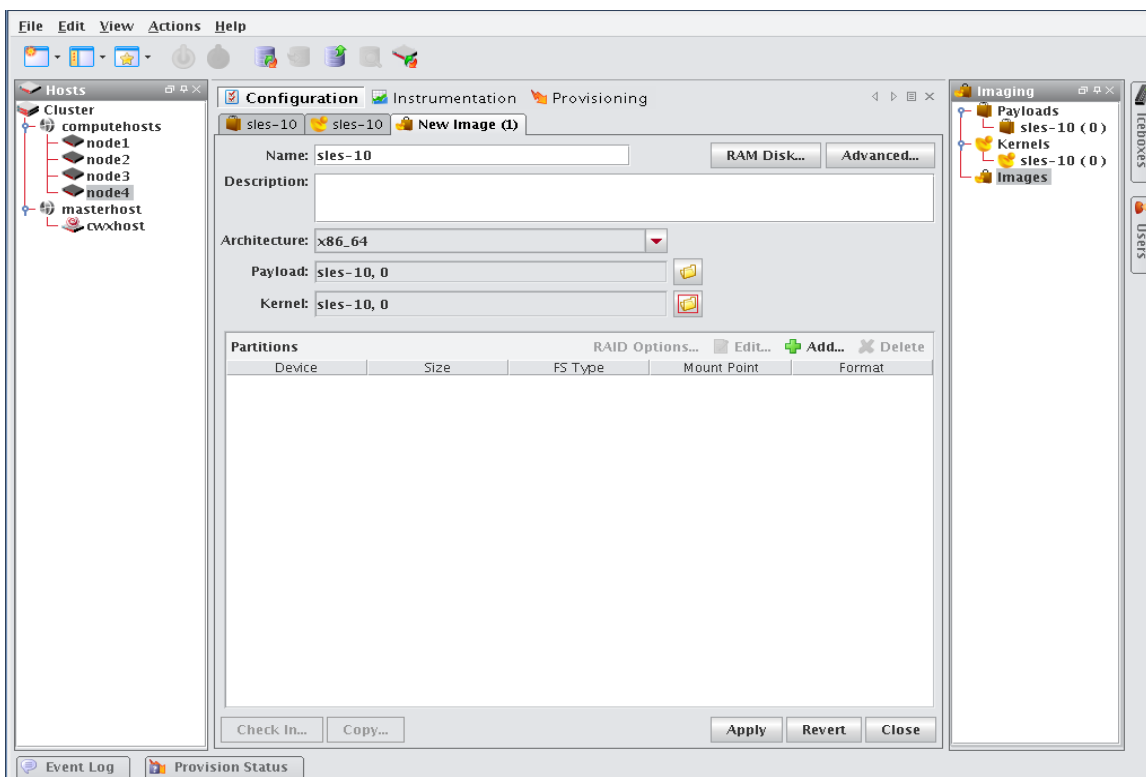 File Edit View Actions Help
Hosts
Cluster
computehosts
node1
node2
node3
node4
masterhost
cwxhost
Configuration Instrumentation Provisioning
sles-10 sles-10 New Image (1)
Name: sles-10 RAM Disk... Advanced...
Description:
Architecture: x86_64
Payload: sles-10, 0
Kernel: sles-10, 0
Partitions RAID Options... Edit... Add... Delete
Device Size FS Type Mount Point Format
Check In... Copy... Apply Revert Close
Imaging
Payloads
sles-10 (0)
Kernels
sles-10 (0)
Images
Iceboxes
Users
Event Log Provision Status